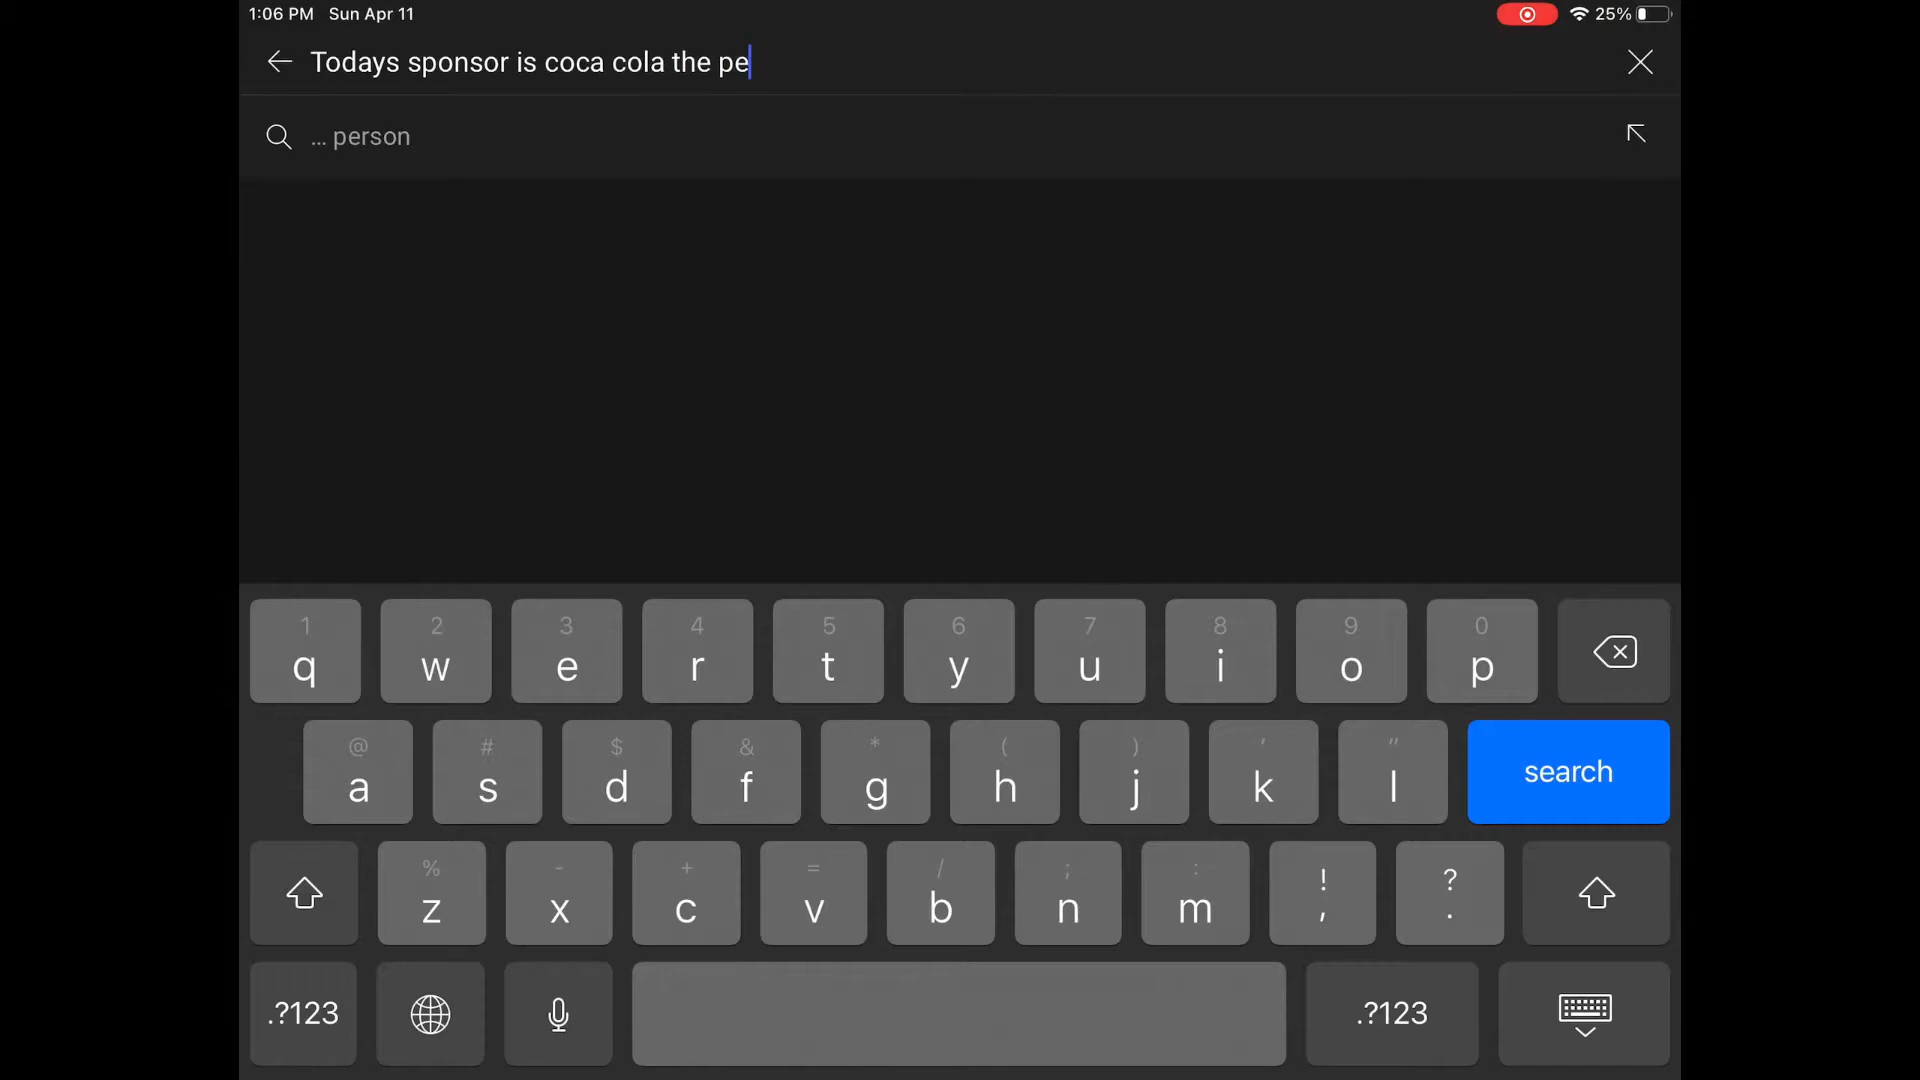 1:06 PM Sun Apr 11 25%
Todays sponsor is coca cola the pe
... person
1 2 3 4 5 6 7 8 9 0
q w e r t y u i o p
@ # $ & * ( ) ' "
a s d f g h j k l search
% - + = / ; : ! ?
z x c v b n m , .
.?123 .?123